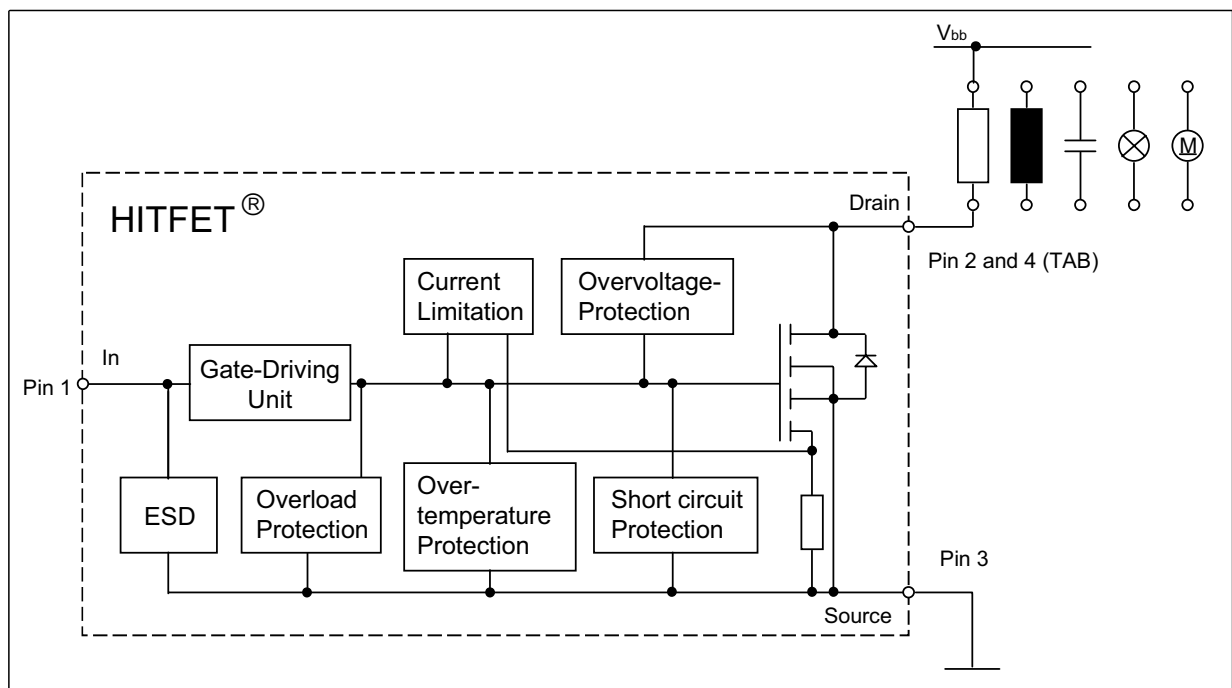 Vbb
HITFET ®
Drain
Pin 2 and 4 (TAB)
Current
Limitation
Overvoltage-
Protection
In
Pin 1
Gate-Driving
Unit
M
ESD
Overload
Protection
Over-
temperature
Protection
Short circuit
Protection
Pin 3
Source